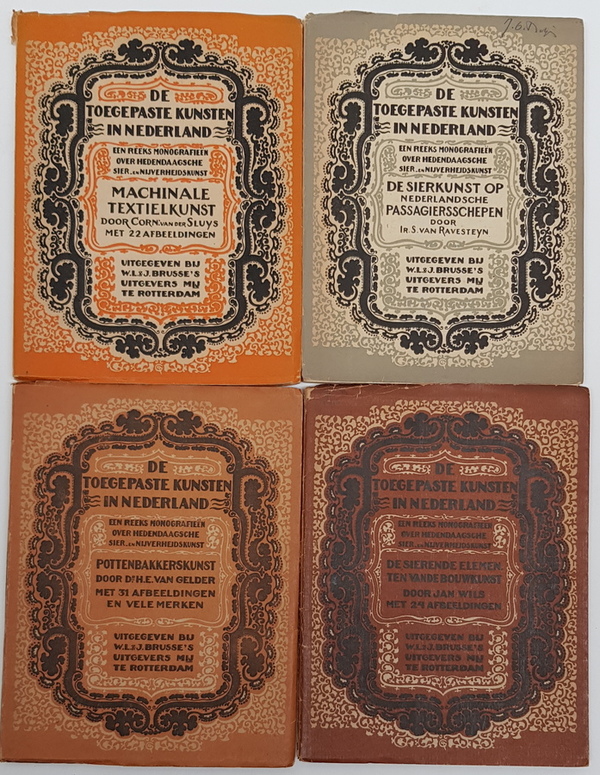 DE
TOEGEPASTE KUNSTEN
IN NEDERLAND
EEN REEKS MONOGRAFIEËN
OVER HEDENDAAGSCHE
SIER- EN NIJVERHEIDSKUNST
MACHINALE
TEXTIELKUNST
DOOR CORN. VAN DER SLUYS
MET 22 AFBEELDINGEN
UITGEGEVEN BIJ
W.L. & J. BRUSSE'S
UITGEVERS MIJ
TE ROTTERDAM
DE
TOEGEPASTE KUNSTEN
IN NEDERLAND
EEN REEKS MONOGRAFIEËN
OVER HEDENDAAGSCHE
SIER- EN NIJVERHEIDSKUNST
DE SIERKUNST OP
NEDERLANDSCHE
PASSAGIERSSCHEPEN
DOOR
IR. S. VAN RAVESTEYN
UITGEGEVEN BIJ
W.L. & J. BRUSSE'S
UITGEVERS MIJ
TE ROTTERDAM
DE
TOEGEPASTE KUNSTEN
IN NEDERLAND
EEN REEKS MONOGRAFIEËN
OVER HEDENDAAGSCHE
SIER- EN NIJVERHEIDSKUNST
POTTENBAKKERSKUNST
DOOR DR. H.E. VAN GELDER
MET 31 AFBEELDINGEN
EN VELE MERKEN
UITGEGEVEN BIJ
W.L. & J. BRUSSE'S
UITGEVERS MIJ
TE ROTTERDAM
DE
TOEGEPASTE KUNSTEN
IN NEDERLAND
EEN REEKS MONOGRAFIEËN
OVER HEDENDAAGSCHE
SIER- EN NIJVERHEIDSKUNST
DE SIERENDE ELEMEN-
TEN VAN DE BOUWKUNST
DOOR JAN WILS
MET 24 AFBEELDINGEN
UITGEGEVEN BIJ
W.L. & J. BRUSSE'S
UITGEVERS MIJ
TE ROTTERDAM